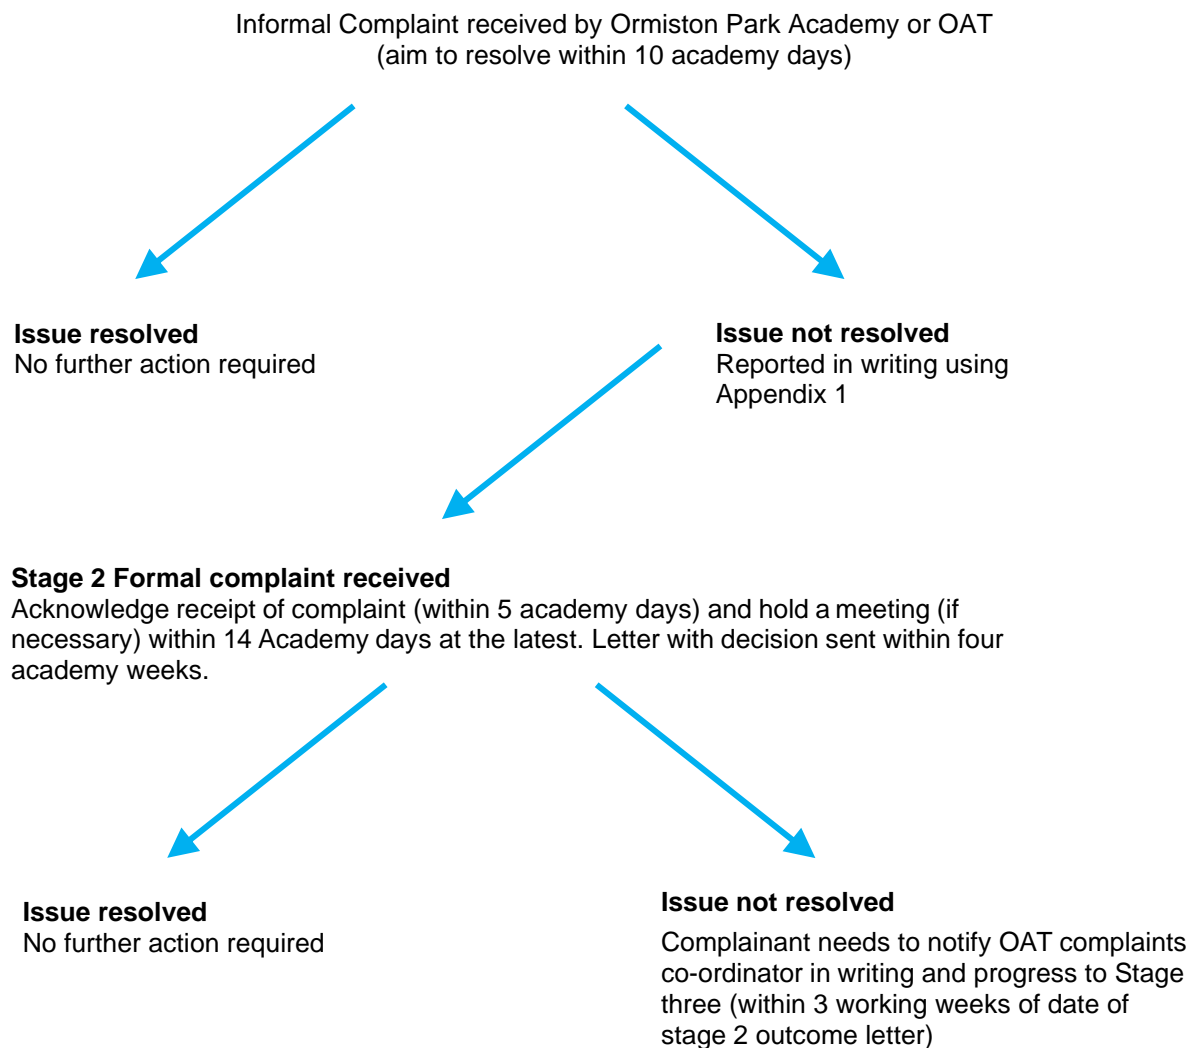 Informal Complaint received by Ormiston Park Academy or OAT
(aim to resolve within 10 academy days)
Issue resolved
No further action required
Issue not resolved
Reported in writing using
Appendix 1
Stage 2 Formal complaint received
Acknowledge receipt of complaint (within 5 academy days) and hold a meeting (if
necessary) within 14 Academy days at the latest. Letter with decision sent within four
academy weeks.
Issue resolved
No further action required
Issue not resolved
Complainant needs to notify OAT complaints
co-ordinator in writing and progress to Stage
three (within 3 working weeks of date of
stage 2 outcome letter)